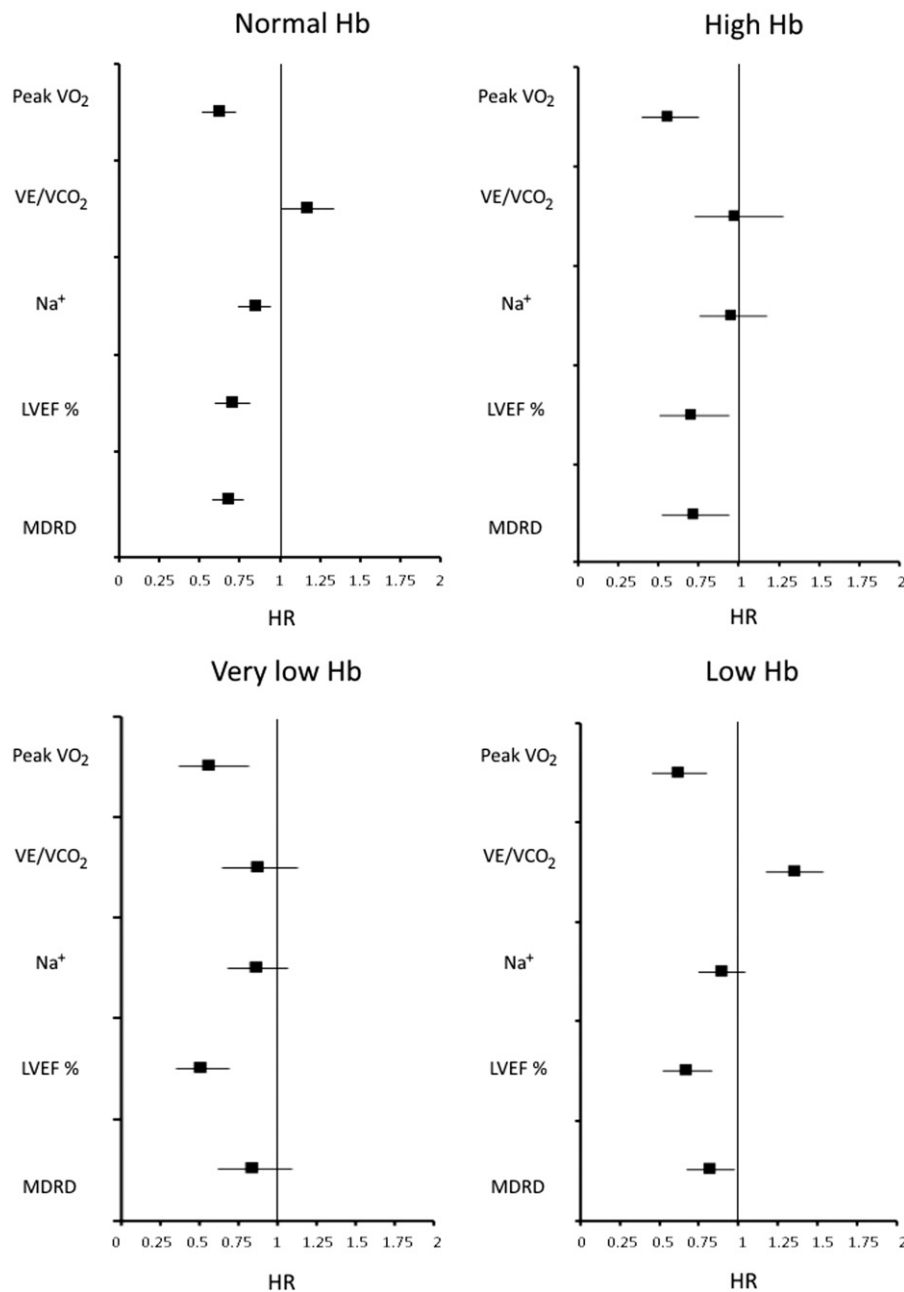 Normal Hb
Peak VO₂
VE/VCO₂
Na⁺
LVEF %
MDRD
0 0.25 0.5 0.75 1 1.25 1.5 1.75 2
HR
High Hb
Peak VO₂
VE/VCO₂
Na⁺
LVEF %
MDRD
0 0.25 0.5 0.75 1 1.25 1.5 1.75 2
HR
Very low Hb
Peak VO₂
VE/VCO₂
Na⁺
LVEF %
MDRD
0 0.25 0.5 0.75 1 1.25 1.5 1.75 2
HR
Low Hb
Peak VO₂
VE/VCO₂
Na⁺
LVEF %
MDRD
0 0.25 0.5 0.75 1 1.25 1.5 1.75 2
HR